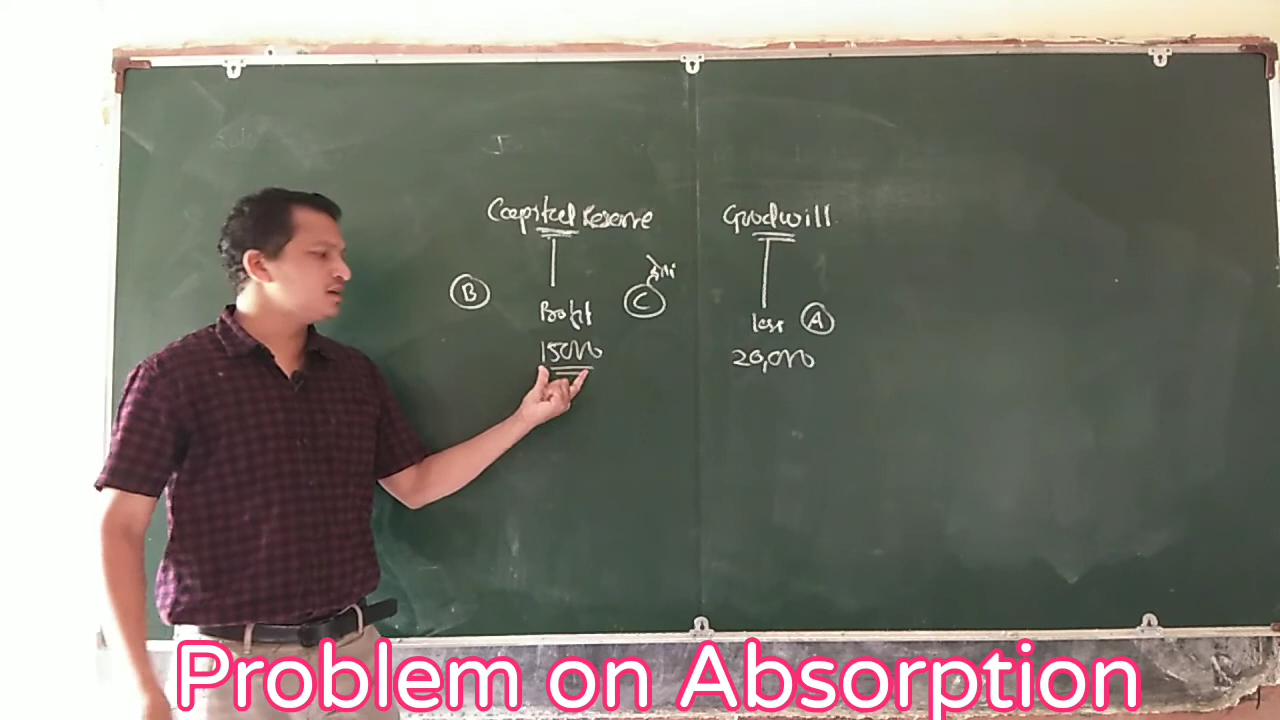 Capital Reserve
Goodwill
B
Profit
C
loss
A
15000
20,000
Problem on Absorption